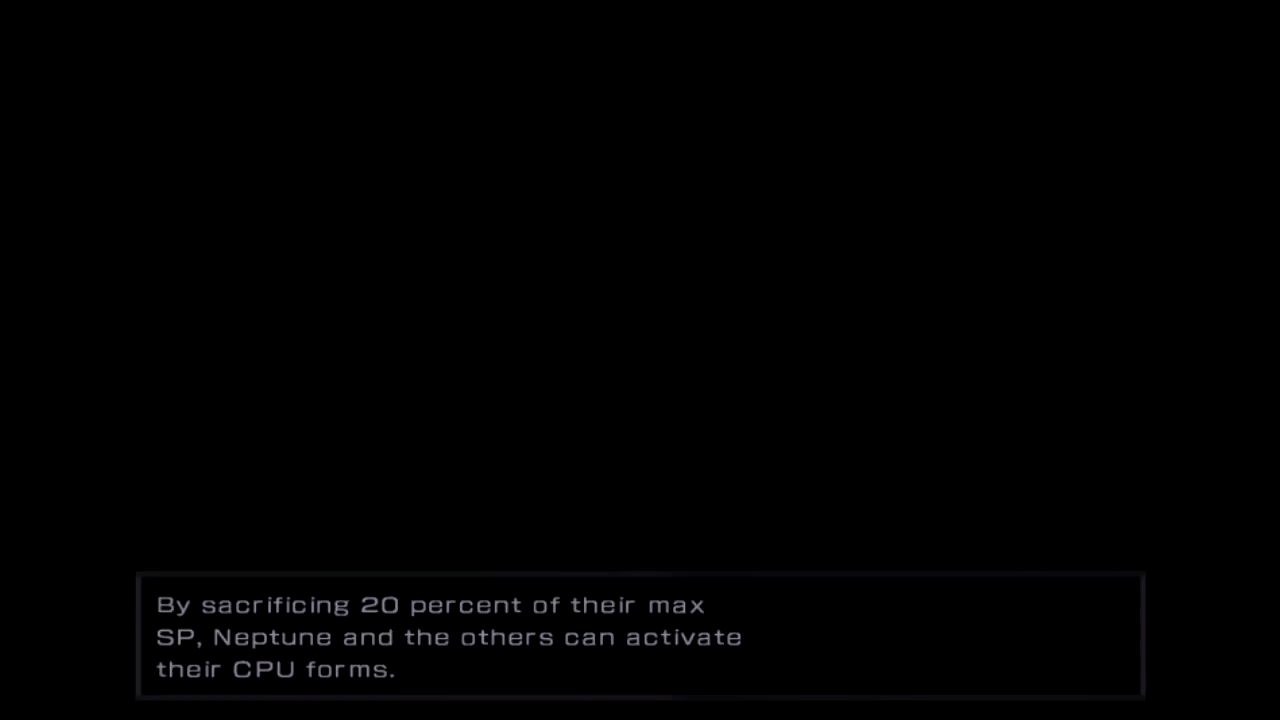 By sacrificing 20 percent of their max
SP, Neptune and the others can activate
their CPU forms.